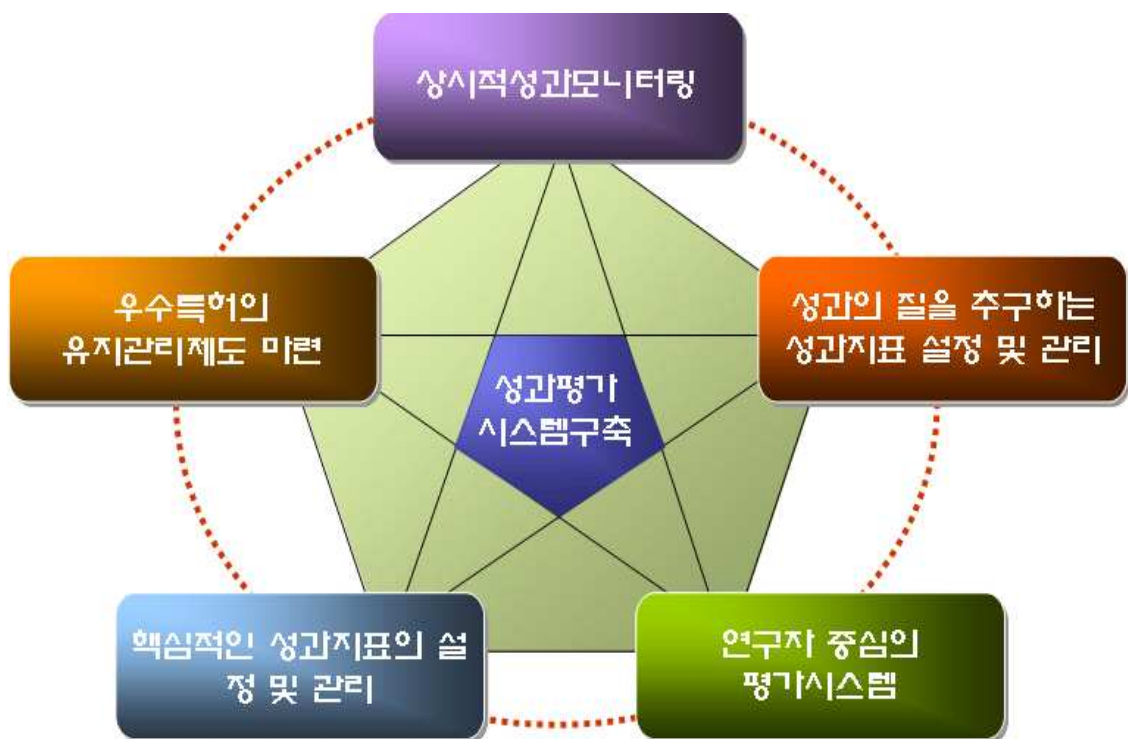 상시적성과모니터링
우수특허의
유지관리제도 마련
성과의 질을 추구하는
성과지표 설정 및 관리
성과평가
시스템구축
핵심적인 성과지표의 설
정 및 관리
연구자 중심의
평가시스템